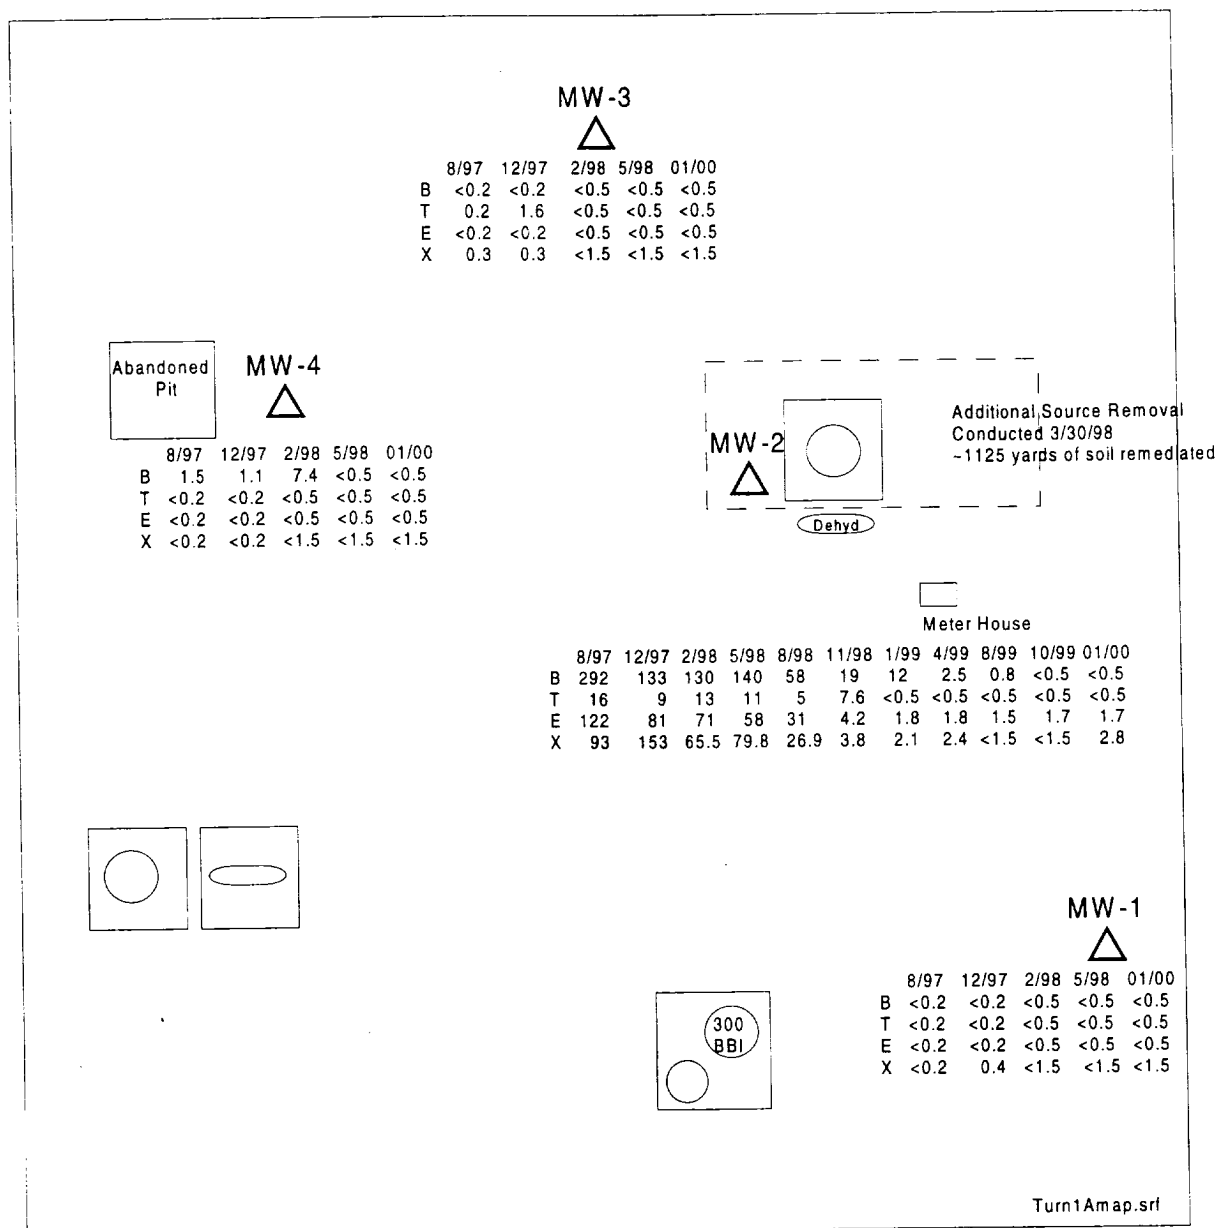 MW-3
8/97 12/97 2/98 5/98 01/00
B <0.2 <0.2 <0.5 <0.5 <0.5
T 0.2 1.6 <0.5 <0.5 <0.5
E <0.2 <0.2 <0.5 <0.5 <0.5
X 0.3 0.3 <1.5 <1.5 <1.5
Abandoned
Pit
MW-4
8/97 12/97 2/98 5/98 01/00
B 1.5 1.1 7.4 <0.5 <0.5
T <0.2 <0.2 <0.5 <0.5 <0.5
E <0.2 <0.2 <0.5 <0.5 <0.5
X <0.2 <0.2 <1.5 <1.5 <1.5
MW-2
Additional Source Removal
Conducted 3/30/98
~1125 yards of soil remediated
Dehyd
Meter House
8/97 12/97 2/98 5/98 8/98 11/98 1/99 4/99 8/99 10/99 01/00
B 292 133 130 140 58 19 12 2.5 0.8 <0.5 <0.5
T 16 9 13 11 5 7.6 <0.5 <0.5 <0.5 <0.5 <0.5
E 122 81 71 58 31 4.2 1.8 1.8 1.5 1.7 1.7
X 93 153 65.5 79.8 26.9 3.8 2.1 2.4 <1.5 <1.5 2.8
MW-1
8/97 12/97 2/98 5/98 01/00
B <0.2 <0.2 <0.5 <0.5 <0.5
T <0.2 <0.2 <0.5 <0.5 <0.5
E <0.2 <0.2 <0.5 <0.5 <0.5
X <0.2 0.4 <1.5 <1.5 <1.5
300
BBl
Turn1Amap.srf